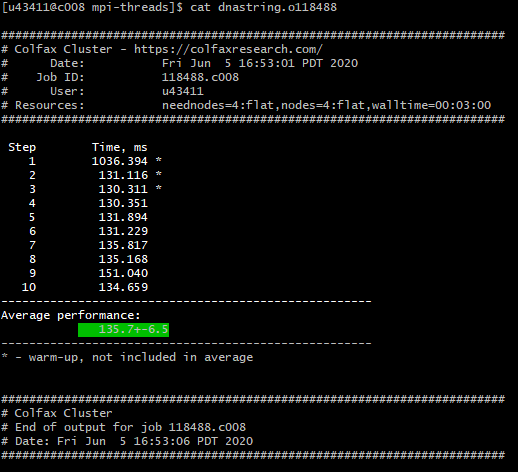 [u43411@c008 mpi-threads]$ cat dnastring.o118488
########################################################################
# Colfax Cluster - https://colfaxresearch.com/
#      Date:           Fri Jun  5 16:53:01 PDT 2020
#    Job ID:           118488.c008
#      User:           u43411
# Resources:           neednodes=4:flat,nodes=4:flat,walltime=00:03:00
########################################################################
 Step        Time, ms
    1        1036.394 *
    2         131.116 *
    3         130.311 *
    4         130.351
    5         131.894
    6         131.229
    7         135.817
    8         135.168
    9         151.040
   10         134.659
-----------------------------------------------------
Average performance:
              135.7+-6.5
-----------------------------------------------------
* - warm-up, not included in average
########################################################################
# Colfax Cluster
# End of output for job 118488.c008
# Date: Fri Jun  5 16:53:06 PDT 2020
########################################################################